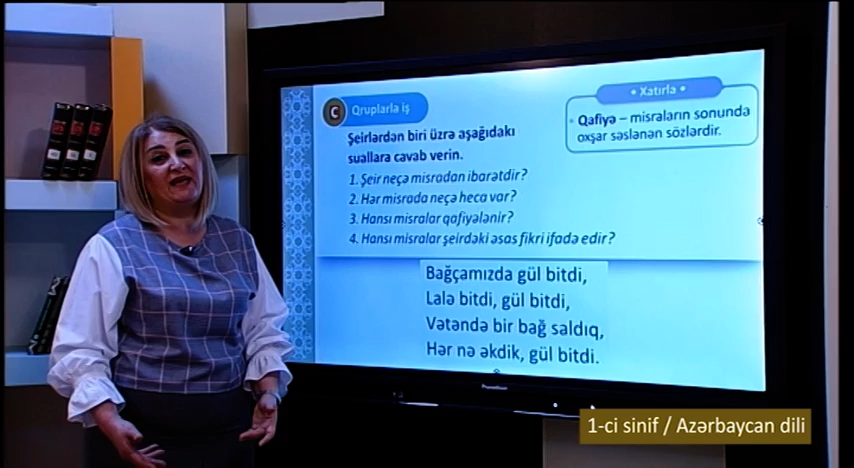 C Qruplarla iş
• Xatırla •
Qafiyə – misraların sonunda
oxşar səslənən sözlərdir.
Şeirlərdən biri üzrə aşağıdakı
suallara cavab verin.
1. Şeir neçə misradan ibarətdir?
2. Hər misrada neçə heca var?
3. Hansı misralar qafiyələnir?
4. Hansı misralar şeirdəki əsas fikri ifadə edir?
Bağçamızda gül bitdi,
Lalə bitdi, gül bitdi,
Vətəndə bir bağ saldıq,
Hər nə əkdik, gül bitdi.
1-ci sinif / Azərbaycan dili